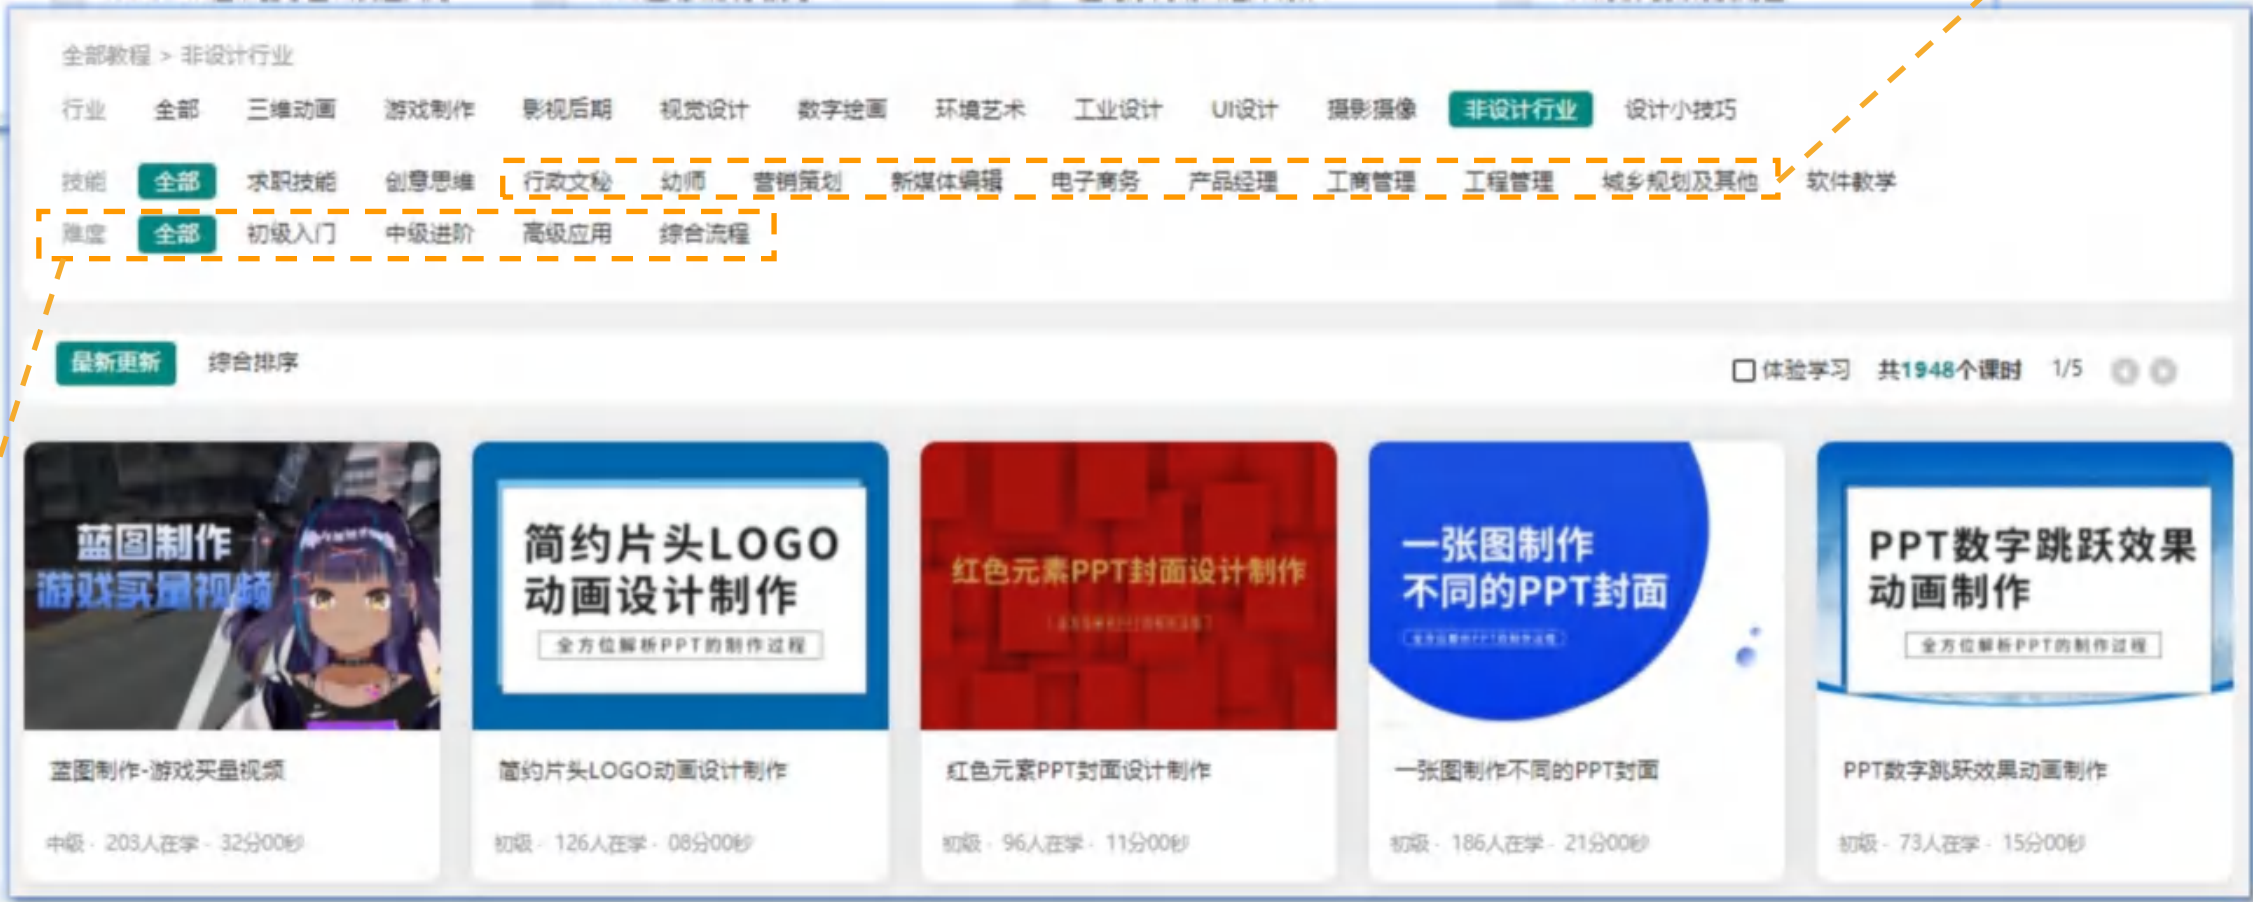 全部教程 > 非设计行业
行业 全部 三维动画 游戏制作 影视后期 视觉设计 数字绘画 环境艺术 工业设计 UI设计 摄影摄像 非设计行业 设计小技巧
技能 全部 求职技能 创意思维 行政文秘 幼师 营销策划 新媒体编辑 电子商务 产品经理 工商管理 工程管理 城乡规划及其他 软件教学
难度 全部 初级入门 中级进阶 高级应用 综合流程
最新更新 综合排序 体验学习 共1948个课时 1/5
蓝图制作
游戏买量视频
简约片头LOGO
动画设计制作
全方位解析PPT的制作过程
红色元素PPT封面设计制作
一张图制作
不同的PPT封面
全方位解析PPT的制作过程
PPT数字跳跃效果
动画制作
全方位解析PPT的制作过程
蓝图制作-游戏买量视频
中级 · 203人在学 · 32分00秒
简约片头LOGO动画设计制作
初级 · 126人在学 · 08分00秒
红色元素PPT封面设计制作
初级 · 96人在学 · 11分00秒
一张图制作不同的PPT封面
初级 · 186人在学 · 21分00秒
PPT数字跳跃效果动画制作
初级 · 73人在学 · 15分00秒